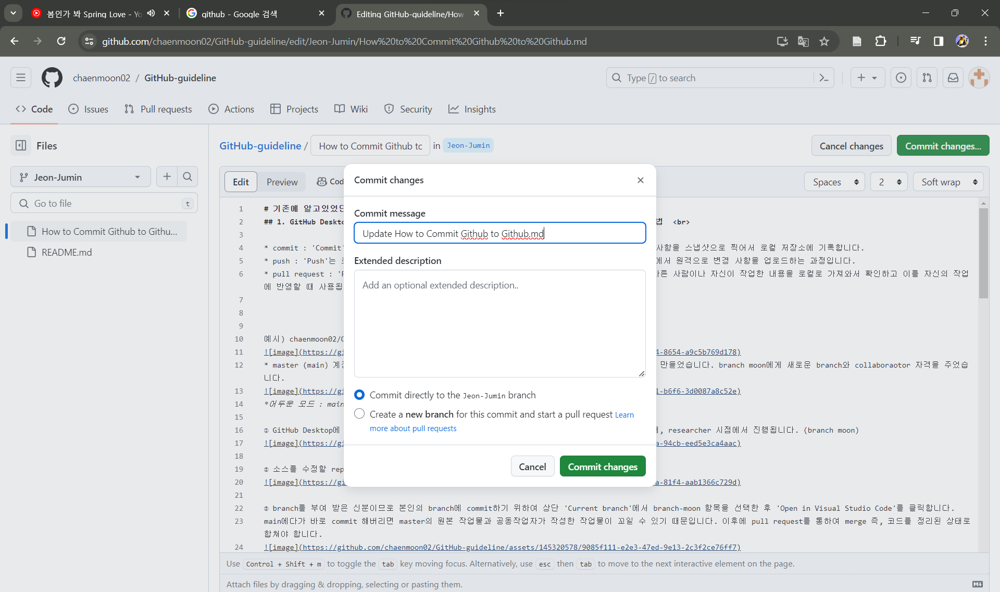 봄인가 봐 Spring Love - Yo
github - Google 검색
Editing GitHub-guideline/How
github.com/chaenmoon02/GitHub-guideline/edit/Jeon-Jumin/How%20to%20Commit%20Github%20to%20Github.md
chaenmoon02 / GitHub-guideline
Type / to search
Code Issues Pull requests Actions Projects Wiki Security Insights
Files
GitHub-guideline / How to Commit Github to in Jeon-Jumin
Cancel changes Commit changes...
Jeon-Jumin
Edit Preview Cod
Spaces 2 Soft wrap
Go to file t
How to Commit Github to Githu...
README.md
Commit changes
Commit message
Update How to Commit Github to Github.md
Extended description
Add an optional extended description..
Commit directly to the Jeon-Jumin branch
Create a new branch for this commit and start a pull request Learn
more about pull requests
Cancel Commit changes
1 # 기존에 알고있었던
2 ## 1. GitHub Deskto 법 <br>
3
4 * commit : 'Commit' 사항을 스냅샷으로 찍어서 로컬 저장소에 기록합니다.
5 * push : 'Push'는 에서 원격으로 변경 사항을 업로드하는 과정입니다.
6 * pull request : ' 다른 사람이나 자신이 작업한 내용을 로컬로 가져와서 확인하고 이를 자신의 작업
에 반영할 때 사용됩
7
8
9
10 예시) chaenmoon02/G
11 ![image](https://gi 4-8654-a9c5b769d178)
12 * master (main) 계정 만들었습니다. branch moon에게 새로운 branch와 collaboraotor 자격을 주었습
니다.
13 ![image](https://gi 1-b6f6-3d0087a8c52e)
14 *어두운 모드 : main
15
16 ① GitHub Desktop에 , researcher 시점에서 진행됩니다. (branch moon)
17 ![image](https://gi a-94cb-eed5e3ca4aac)
18
19 ② 소스를 수정할 rep
20 ![image](https://gi a-81f4-aab1366c729d)
21
22 ③ branch를 부여 받은 신분이므로 본인의 branch에 commit하기 위하여 상단 'Current branch'에서 branch-moon 항목을 선택한 후 'Open in Visual Studio Code'를 클릭합니다.
23 main에다가 바로 commit 해버리면 master의 원본 작업물과 공동작업자가 작성한 작업물이 꼬일 수 있기 때문입니다. 이후에 pull request를 통하여 merge 즉, 코드를 정리된 상태로
합쳐야 합니다.
24 ![image](https://github.com/chaenmoon02/GitHub-guideline/assets/145320578/9085f111-e2e3-47ed-9e13-2c3f2ce76ff7)
Use Control + Shift + m to toggle the tab key moving focus. Alternatively, use esc then tab to move to the next interactive element on the page.
Attach files by dragging & dropping, selecting or pasting them.